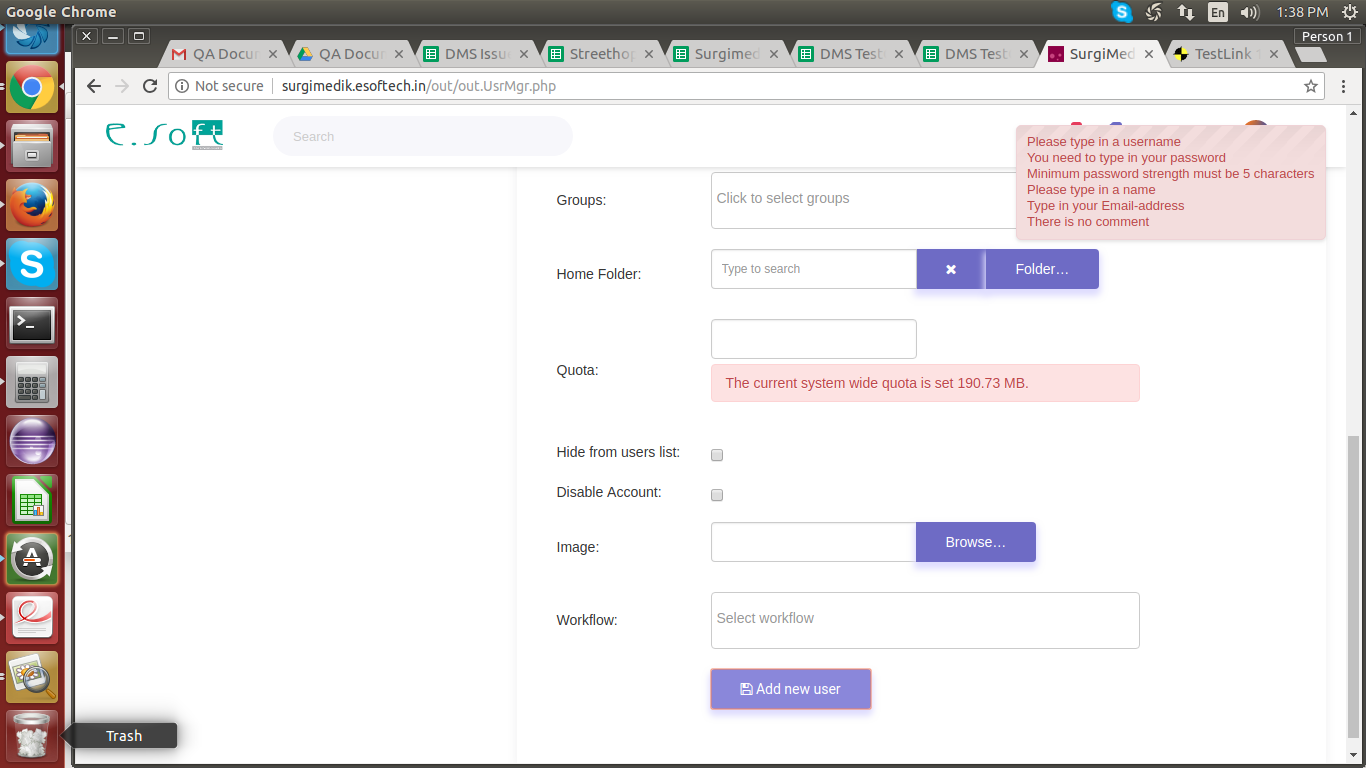 Google Chrome
En
1:38 PM
Person 1
QA Docu
QA Docu
DMS Issu
Streethop
Surgimed
DMS Test
DMS Test
SurgiMed
TestLink
Not secure
surgimedik.esoftech.in/out/out.UsrMgr.php
e.soft
Search
Please type in a username
You need to type in your password
Minimum password strength must be 5 characters
Please type in a name
Type in your Email-address
There is no comment
Groups:
Click to select groups
Home Folder:
Type to search
Folder…
Quota:
The current system wide quota is set 190.73 MB.
Hide from users list:
Disable Account:
Image:
Browse…
Workflow:
Select workflow
Add new user
Trash